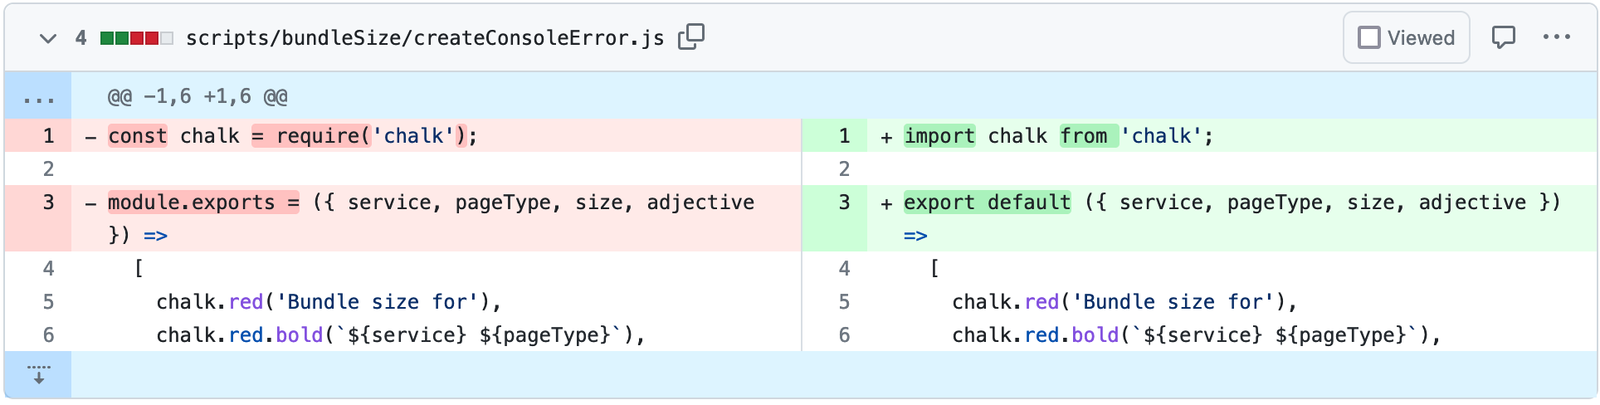 4 scripts/bundleSize/createConsoleError.js Viewed ...
... @@ -1,6 +1,6 @@
1 - const chalk = require('chalk');
2
3 - module.exports = ({ service, pageType, size, adjective
}) =>
4 [
5 chalk.red('Bundle size for'),
6 chalk.red.bold(`${service} ${pageType}`),
1 + import chalk from 'chalk';
2
3 + export default ({ service, pageType, size, adjective })
=>
4 [
5 chalk.red('Bundle size for'),
6 chalk.red.bold(`${service} ${pageType}`),